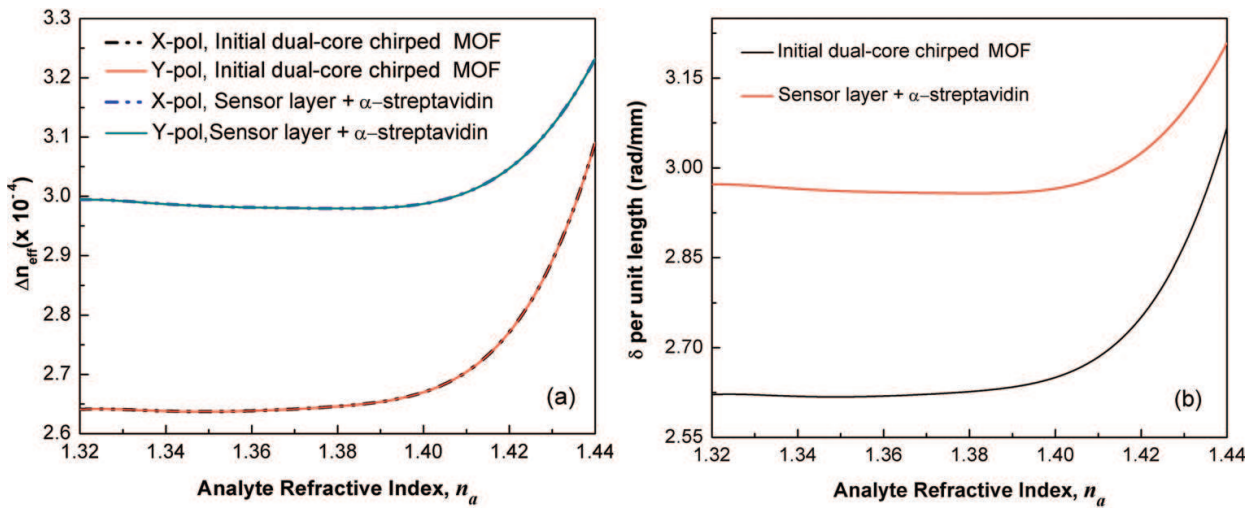 X-pol, Initial dual-core chirped MOF
Y-pol, Initial dual-core chirped MOF
X-pol, Sensor layer + α-streptavidin
Y-pol,Sensor layer + α-streptavidin
3.3
3.2
3.1
3.0
2.9
2.8
2.7
2.6
Δn_eff(x 10^-4)
(a)
1.32 1.34 1.36 1.38 1.40 1.42 1.44
Analyte Refractive Index, n_a
Initial dual-core chirped MOF
Sensor layer + α-streptavidin
3.15
3.00
2.85
2.70
2.55
δ per unit length (rad/mm)
(b)
1.32 1.34 1.36 1.38 1.40 1.42 1.44
Analyte Refractive Index, n_a